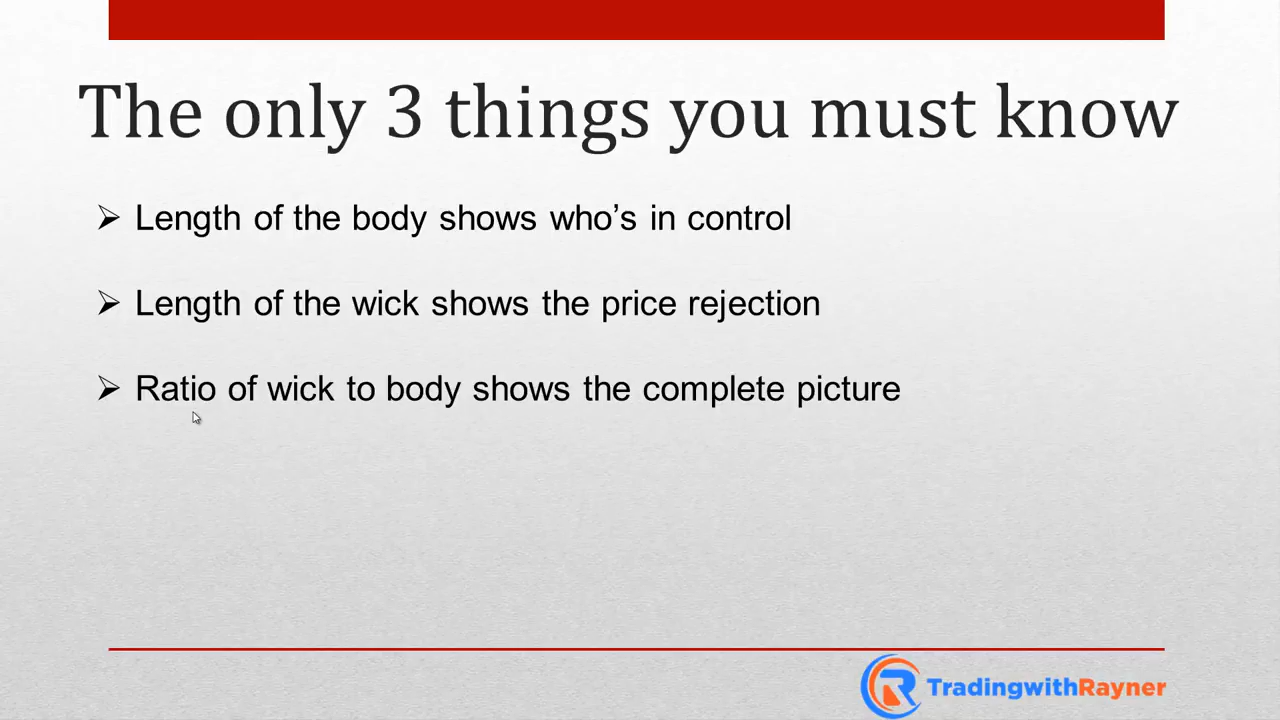 The only 3 things you must know
➢ Length of the body shows who’s in control
➢ Length of the wick shows the price rejection
➢ Ratio of wick to body shows the complete picture
TradingwithRayner